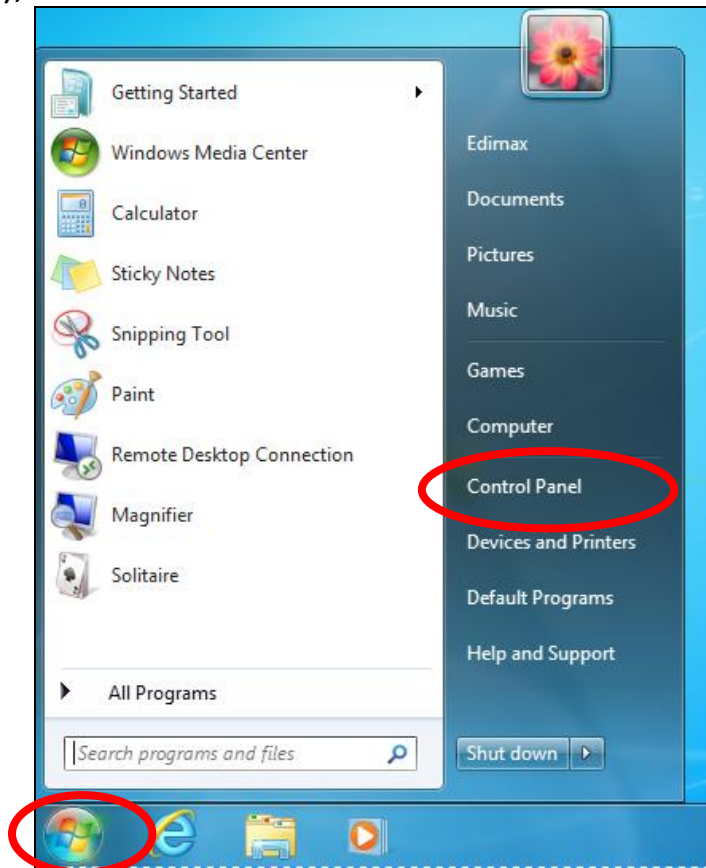 Getting Started
Windows Media Center
Calculator
Sticky Notes
Snipping Tool
Paint
Remote Desktop Connection
Magnifier
Solitaire
All Programs
Search programs and files
Edimax
Documents
Pictures
Music
Games
Computer
Control Panel
Devices and Printers
Default Programs
Help and Support
Shut down